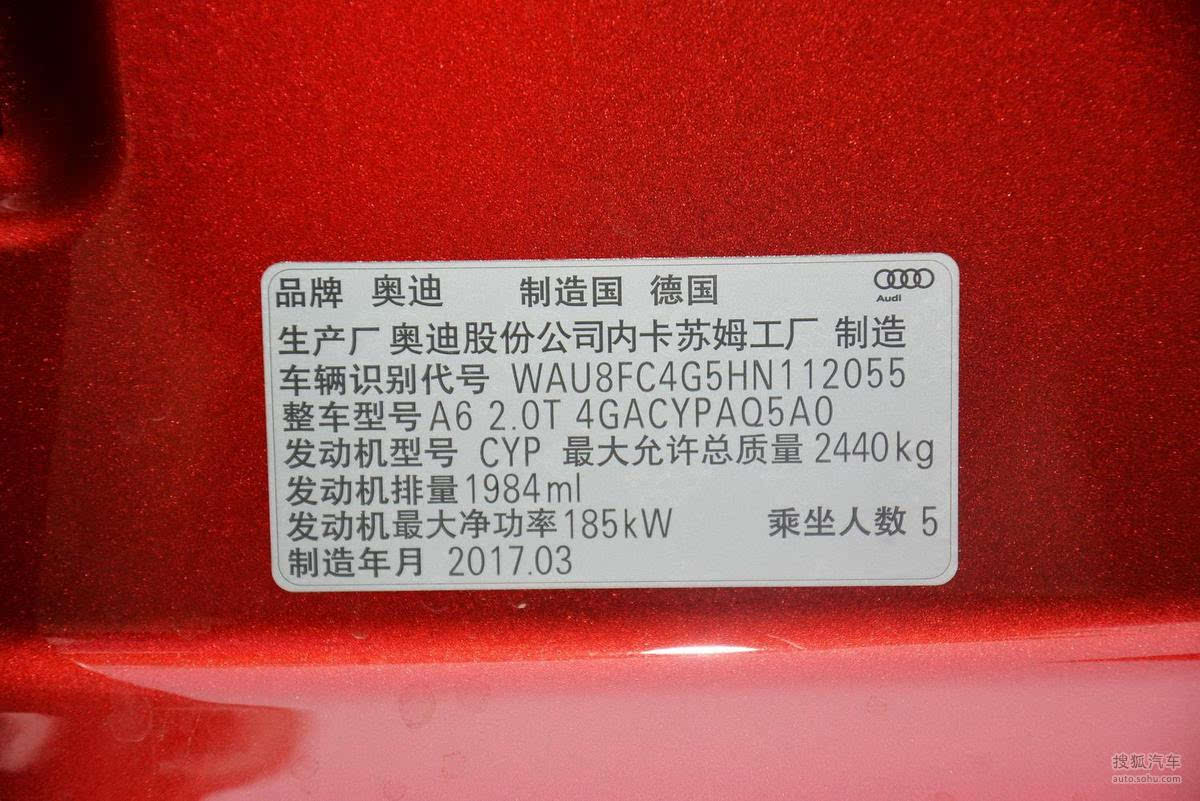 品牌 奥迪 制造国 德国
Audi
生产厂 奥迪股份公司内卡苏姆工厂 制造
车辆识别代号 WAU8FC4G5HN112055
整车型号 A6 2.0T 4GACYPAQ5A0
发动机型号 CYP 最大允许总质量 2440kg
发动机排量 1984ml
发动机最大净功率 185kW 乘坐人数 5
制造年月 2017.03
搜狐汽车
auto.sohu.com